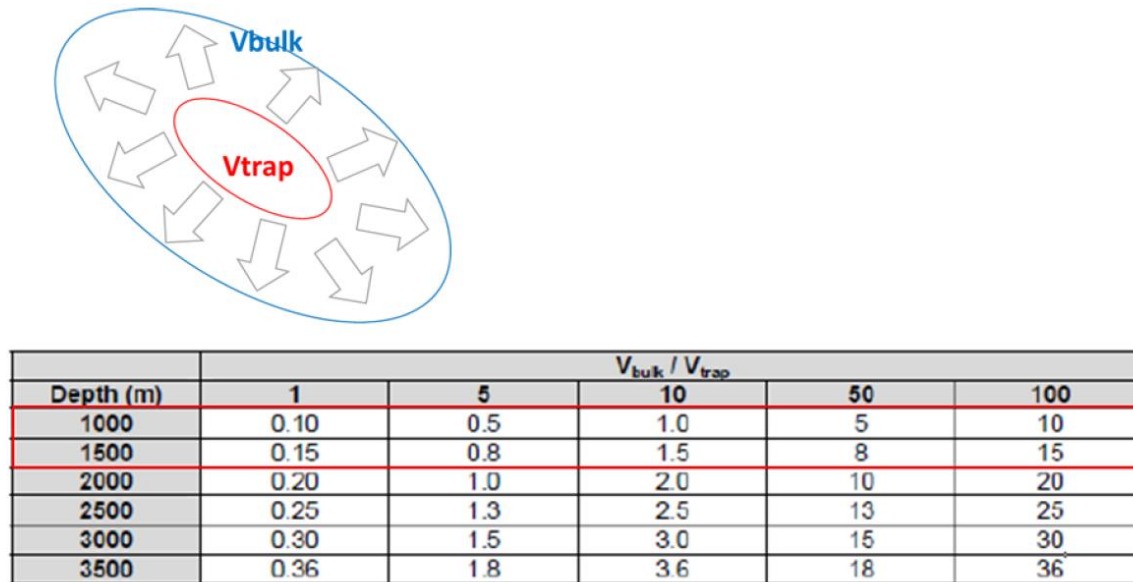 Vbulk
Vtrap
Vbulk / Vtrap
Depth (m) 1 5 10 50 100
1000 0.10 0.5 1.0 5 10
1500 0.15 0.8 1.5 8 15
2000 0.20 1.0 2.0 10 20
2500 0.25 1.3 2.5 13 25
3000 0.30 1.5 3.0 15 30
3500 0.36 1.8 3.6 18 36